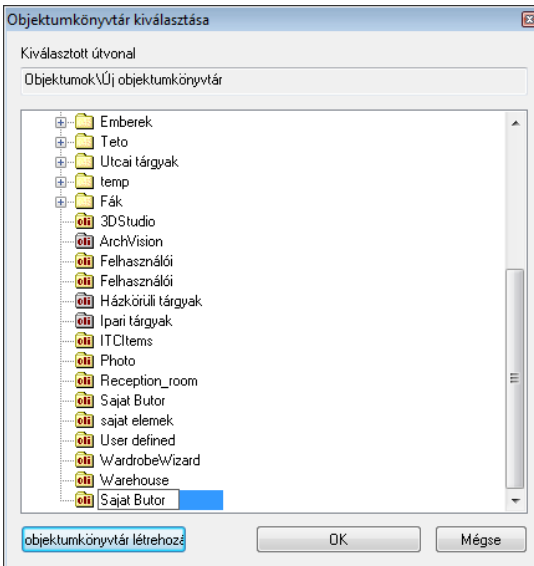 Objektumkönyvtár kiválasztása
Kiválasztott útvonal
Objektumok\Új objektumkönyvtár
Emberek
Teto
Utcai tárgyak
temp
Fák
oli 3DStudio
oli ArchVision
oli Felhasználói
oli Felhasználói
oli Házkörüli tárgyak
oli Ipari tárgyak
oli ITCItems
oli Photo
oli Reception_room
oli Sajat Butor
oli sajat elemek
oli User defined
oli WardrobeWizard
oli Warehouse
oli Sajat Butor
objektumkönyvtár létrehozá
OK
Mégse